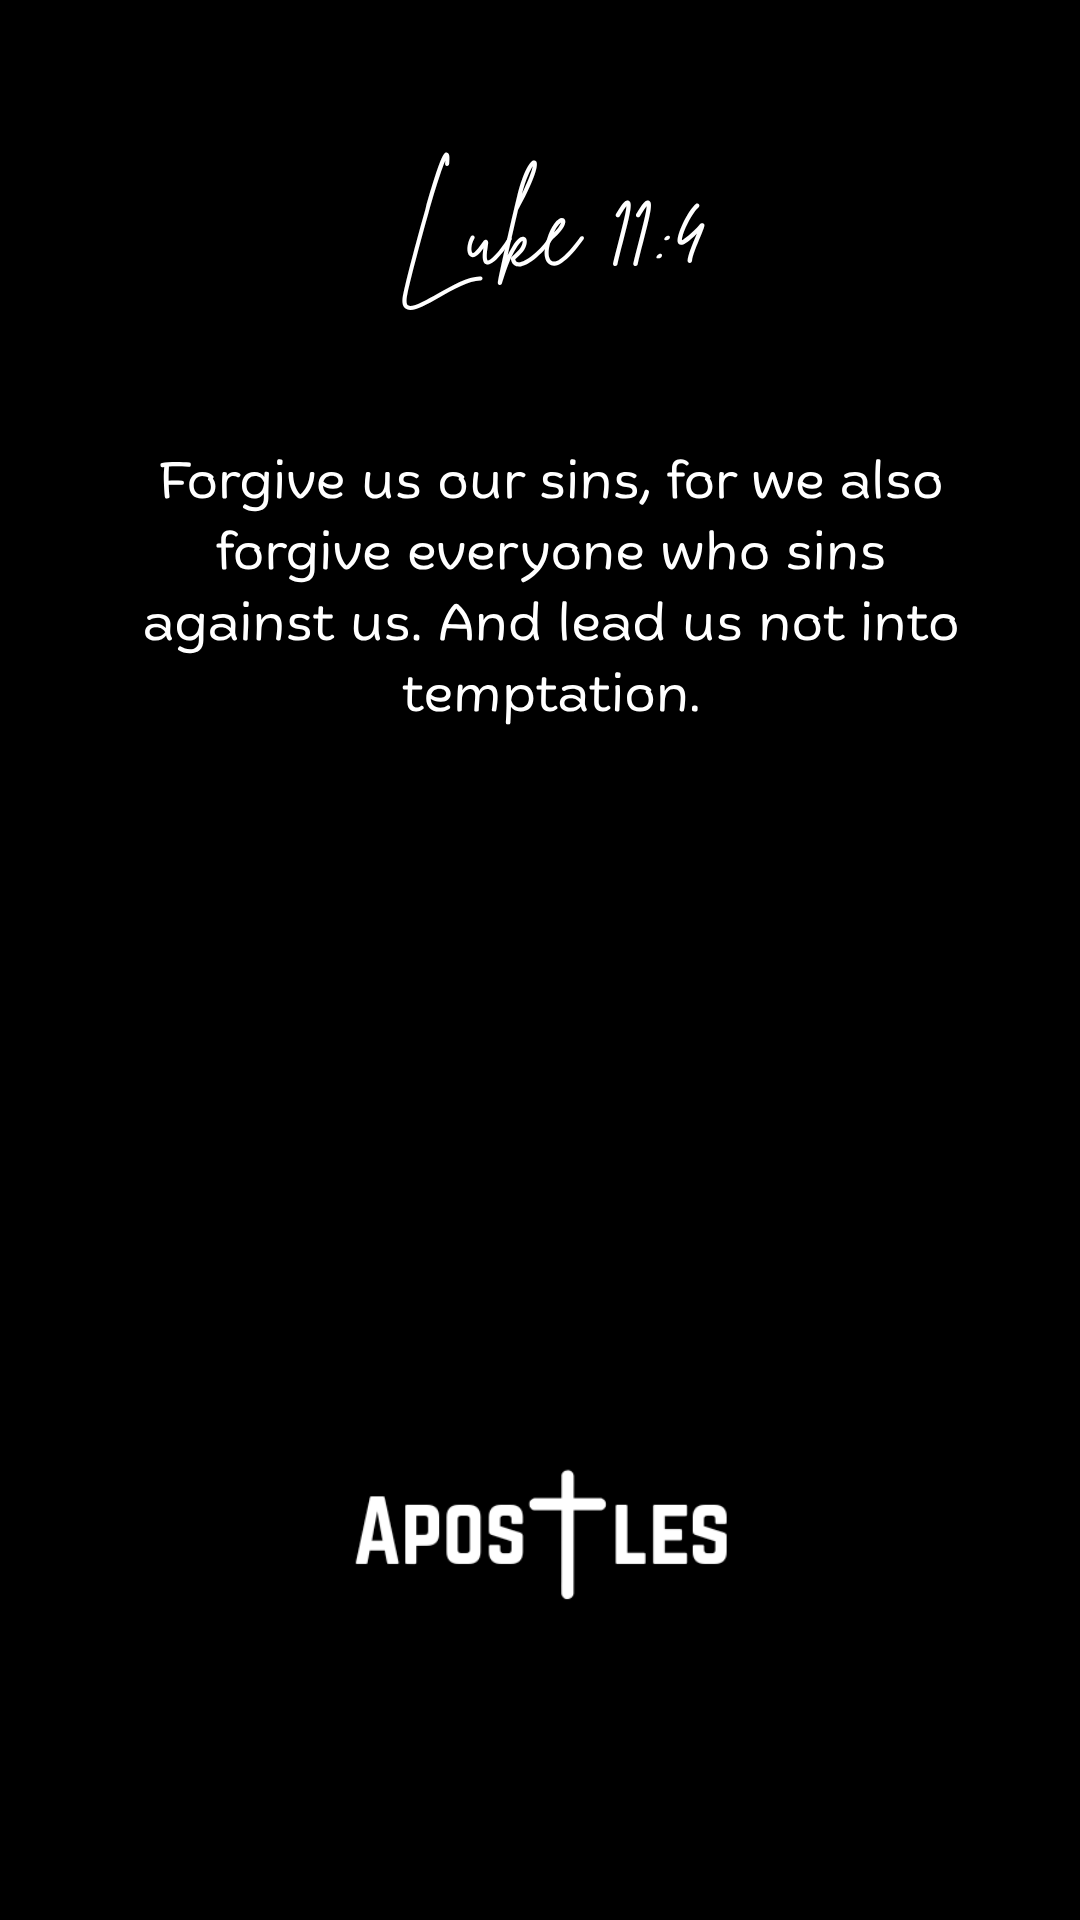 Luke 11:4
Forgive us our sins, for we also
forgive everyone who sins
against us. And lead us not into
temptation.
Apostles